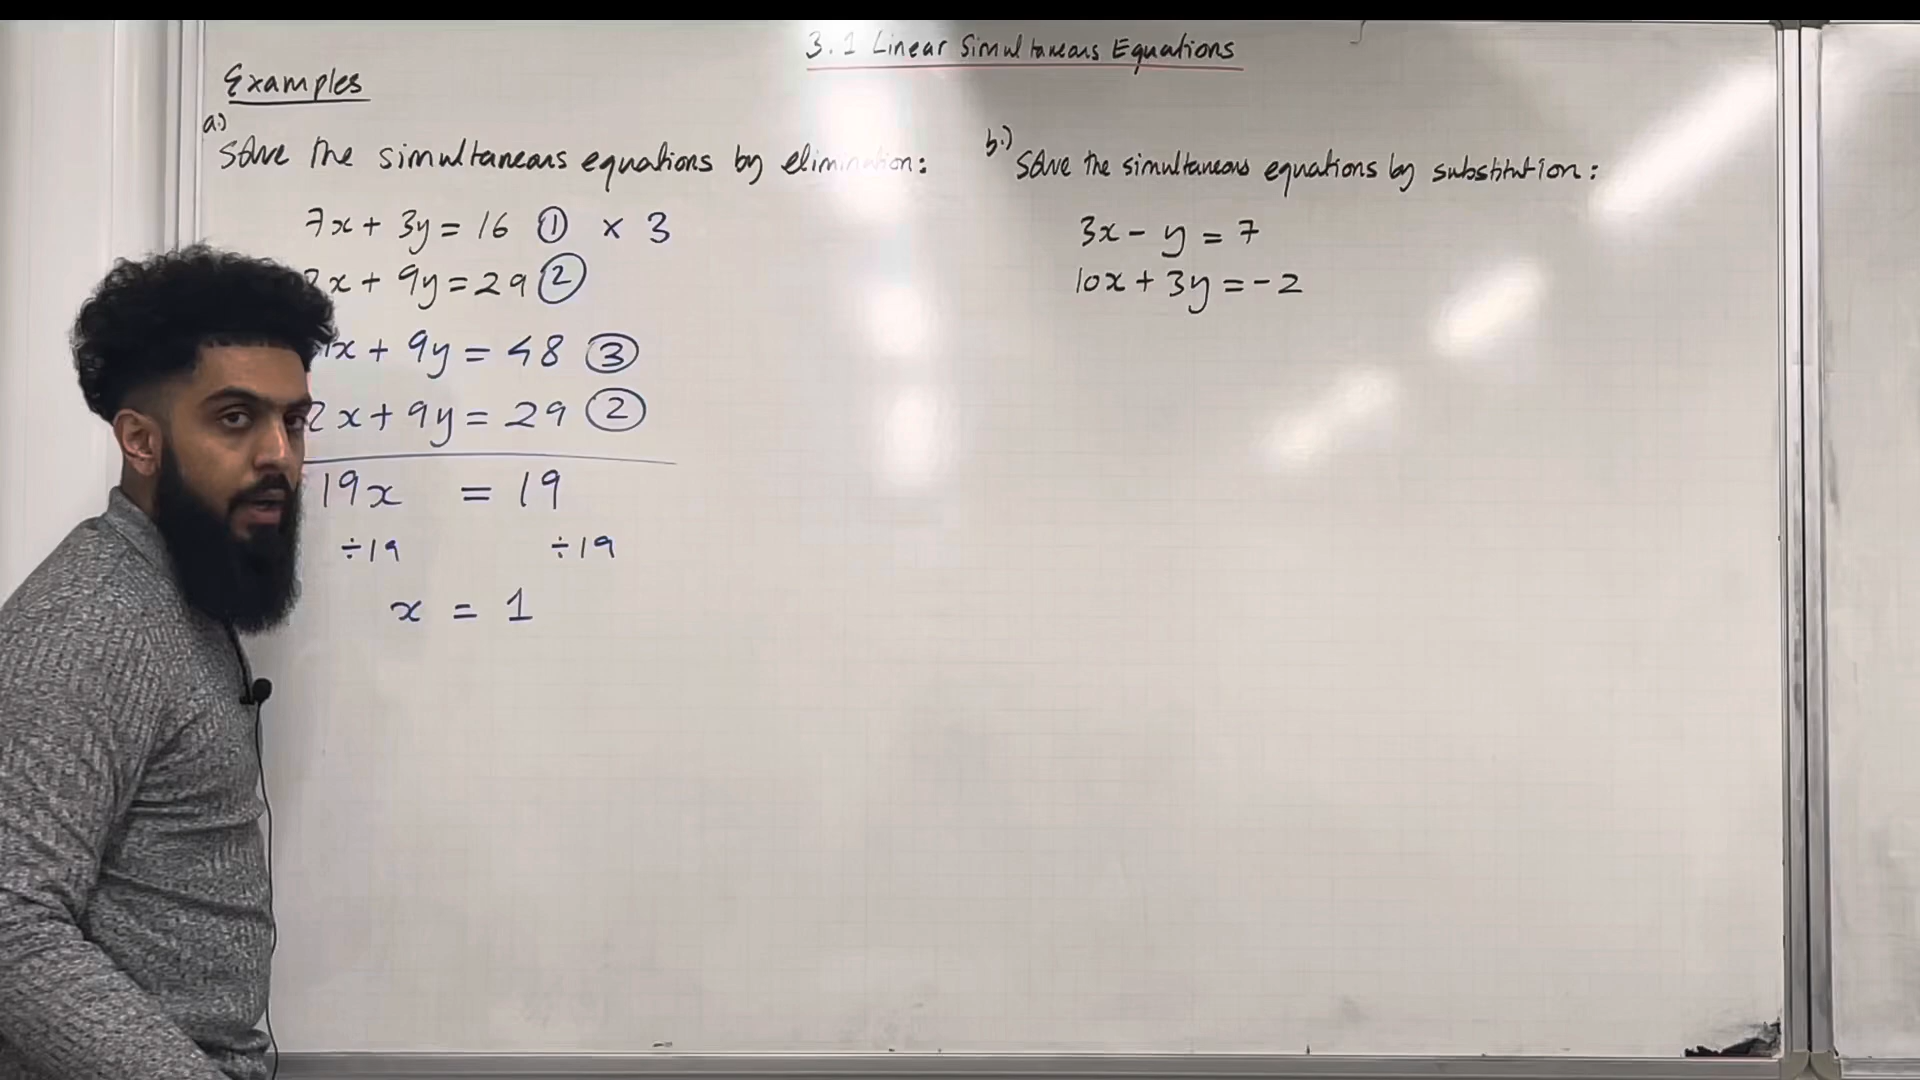 3.1 Linear Simultaneous Equations
Examples
a.)
Solve the simultaneous equations by elimination:
7x + 3y = 16 ① × 3
2x + 9y = 29 ②
1x + 9y = 48 ③
2x + 9y = 29 ②
19x = 19
÷19 ÷19
x = 1
b.)
Solve the simultaneous equations by substitution:
3x - y = 7
10x + 3y = -2